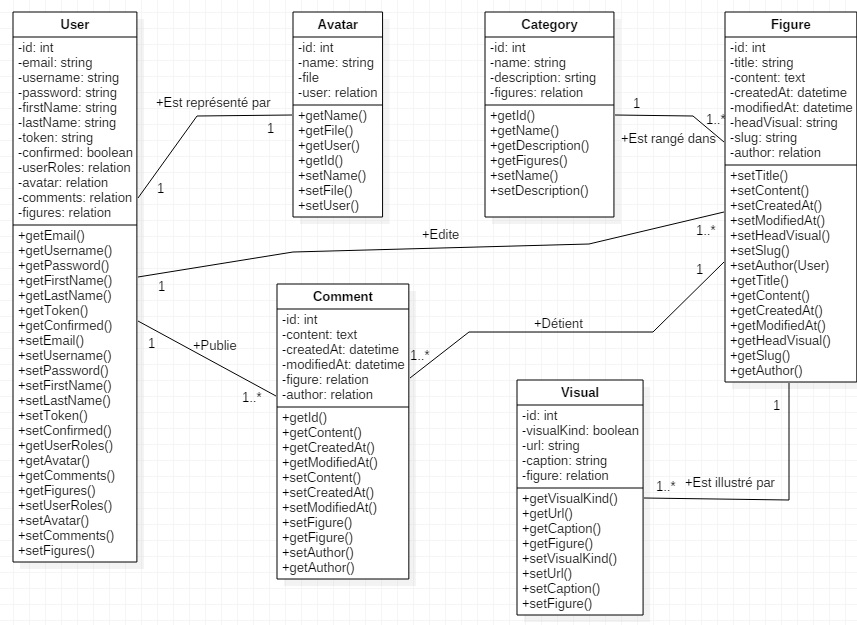 User
-id: int
-email: string
-username: string
-password: string
-firstName: string
-lastName: string
-token: string
-confirmed: boolean
-userRoles: relation
-avatar: relation
-comments: relation
-figures: relation
+getEmail()
+getUsername()
+getPassword()
+getFirstName()
+getLastName()
+getToken()
+getConfirmed()
+setEmail()
+setUsername()
+setPassword()
+setFirstName()
+setLastName()
+setToken()
+setConfirmed()
+getUserRoles()
+getAvatar()
+getComments()
+getFigures()
+setUserRoles()
+setAvatar()
+setComments()
+setFigures()
+Est représenté par
1
1
Avatar
-id: int
-name: string
-file
-user: relation
+getName()
+getFile()
+getUser()
+getId()
+setName()
+setFile()
+setUser()
Category
-id: int
-name: string
-description: srting
-figures: relation
+getId()
+getName()
+getDescription()
+getFigures()
+setName()
+setDescription()
1
1..*
+Est rangé dans
Figure
-id: int
-title: string
-content: text
-createdAt: datetime
-modifiedAt: datetime
-headVisual: string
-slug: string
-author: relation
+setTitle()
+setContent()
+setCreatedAt()
+setModifiedAt()
+setHeadVisual()
+setSlug()
+setAuthor(User)
+getTitle()
+getContent()
+getCreatedAt()
+getModifiedAt()
+getHeadVisual()
+getSlug()
+getAuthor()
+Edite
1..*
1
1
+Détient
1..*
1
+Publie
1..*
Comment
-id: int
-content: text
-createdAt: datetime
-modifiedAt: datetime
-figure: relation
-author: relation
+getId()
+getContent()
+getCreatedAt()
+getModifiedAt()
+setContent()
+setCreatedAt()
+setModifiedAt()
+setFigure()
+getFigure()
+setAuthor()
+getAuthor()
Visual
-id: int
-visualKind: boolean
-url: string
-caption: string
-figure: relation
+getVisualKind()
+getUrl()
+getCaption()
+getFigure()
+setVisualKind()
+setUrl()
+setCaption()
+setFigure()
1
1..*
+Est illustré par